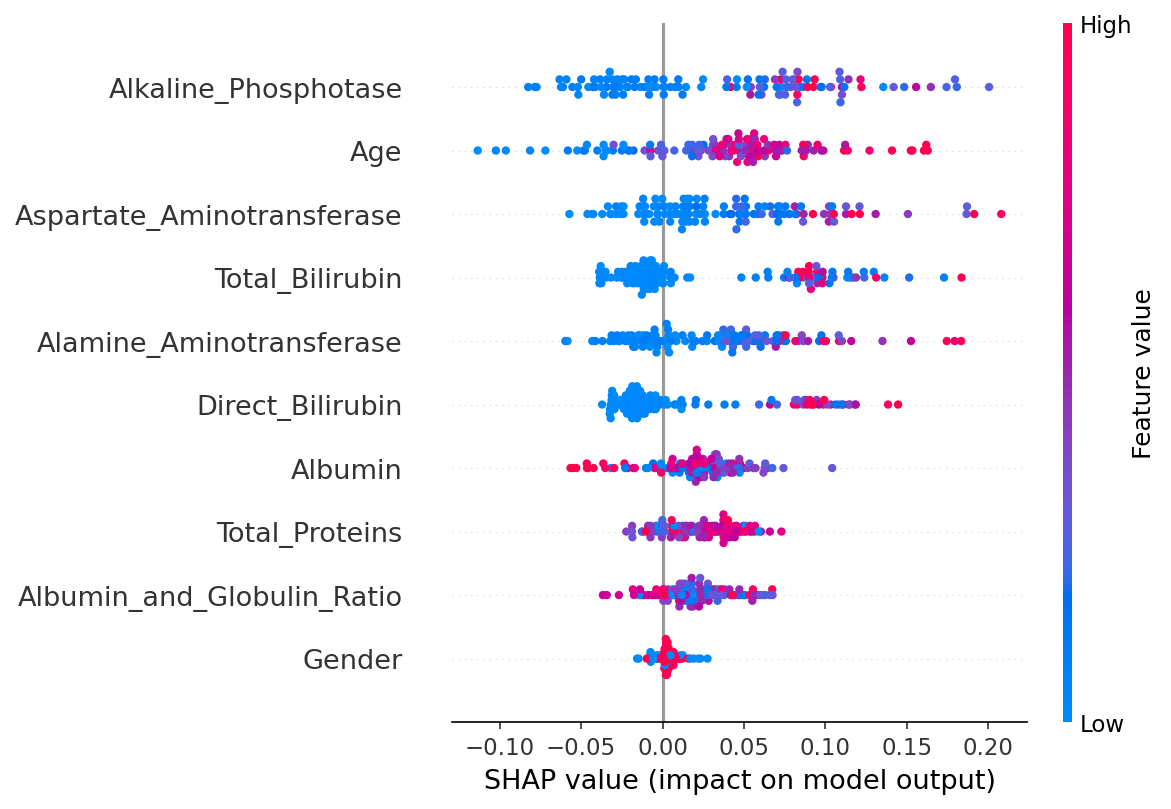 High
Alkaline_Phosphotase
Age
Aspartate_Aminotransferase
Total_Bilirubin
Alamine_Aminotransferase
Direct_Bilirubin
Albumin
Total_Proteins
Albumin_and_Globulin_Ratio
Gender
Feature value
Low
−0.10 −0.05 0.00 0.05 0.10 0.15 0.20
SHAP value (impact on model output)